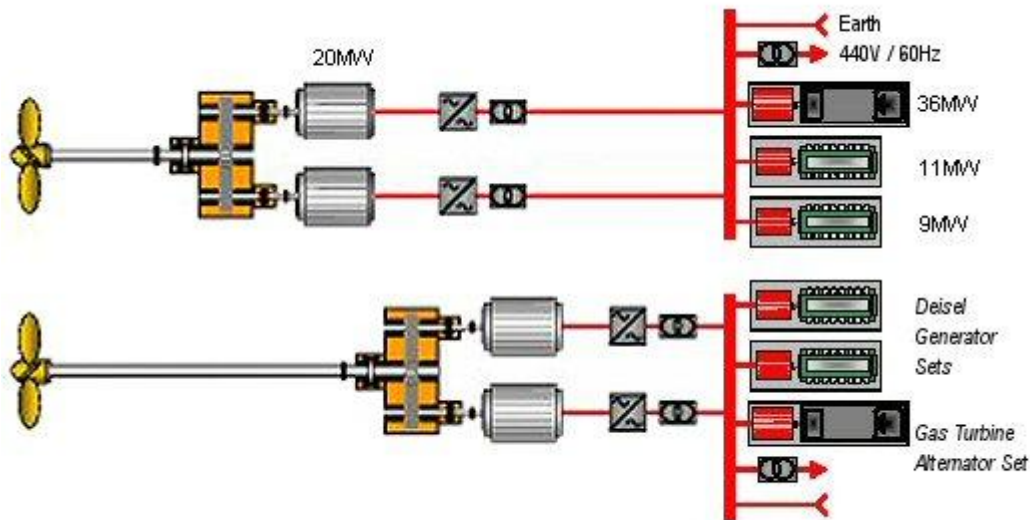 Earth
20MW
440V / 60Hz
36MW
11MW
9MW
Deisel
Generator
Sets
Gas Turbine
Alternator Set